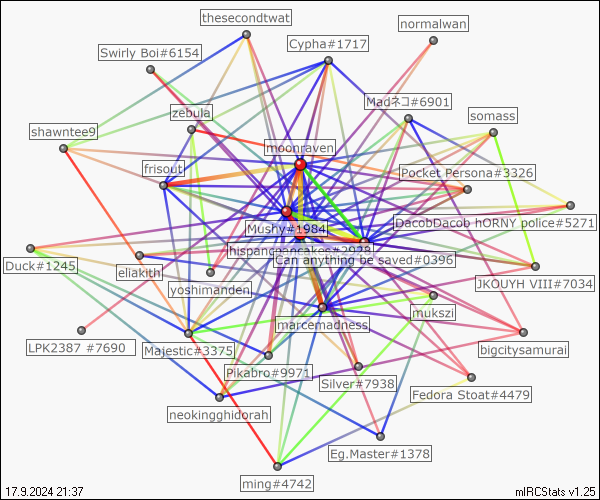 thesecondtwat
normalwan
Cypha#1717
Swirly Boi#6154
Madネコ#6901
zebula
somass
shawntee9
moonraven
frisout
Pocket Persona#3326
Mushy#1984
DacobDacob hORNY police#5271
Can anything be saved#0396
Duck#1245
eliakith
yoshimanden
JKOUYH VIII#7034
mukszi
marcemadness
LPK2387 #7690
Majestic#3375
bigcitysamurai
Pikabro#9971
Silver#7938
Fedora Stoat#4479
neokingghidorah
Eg.Master#1378
ming#4742
17.9.2024 21:37
mIRCStats v1.25